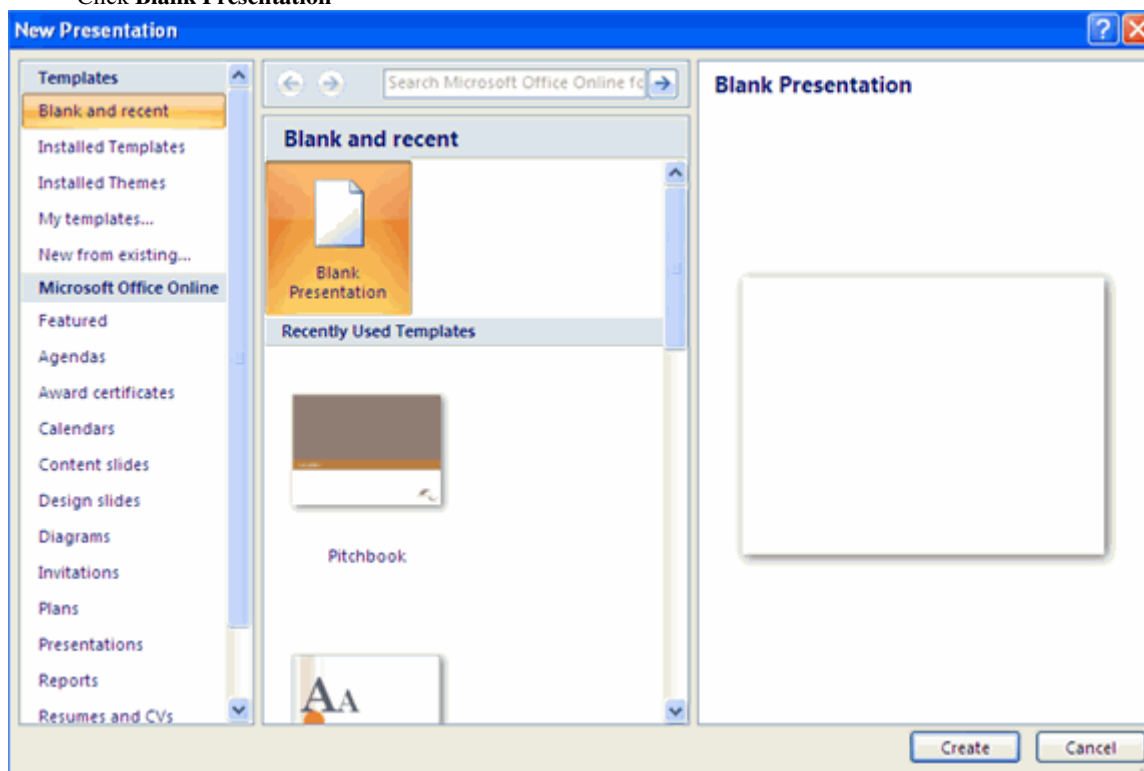 Click Blank Presentation
New Presentation
Templates
Blank and recent
Installed Templates
Installed Themes
My templates...
New from existing...
Microsoft Office Online
Featured
Agendas
Award certificates
Calendars
Content slides
Design slides
Diagrams
Invitations
Plans
Presentations
Reports
Resumes and CVs
Search Microsoft Office Online fo
Blank and recent
Blank
Presentation
Recently Used Templates
Pitchbook
AA
Blank Presentation
Create
Cancel